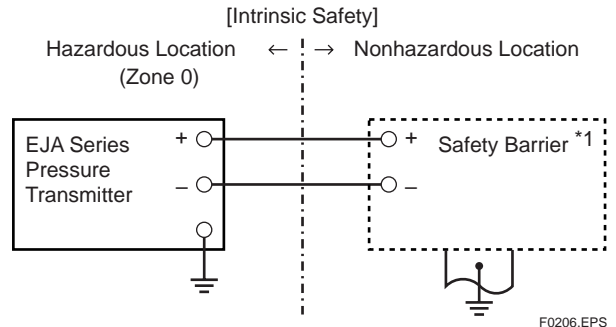 [Intrinsic Safety]
Hazardous Location ← → Nonhazardous Location
(Zone 0)
EJA Series
Pressure
Transmitter
+
–
+
–
Safety Barrier *1
F0206.EPS